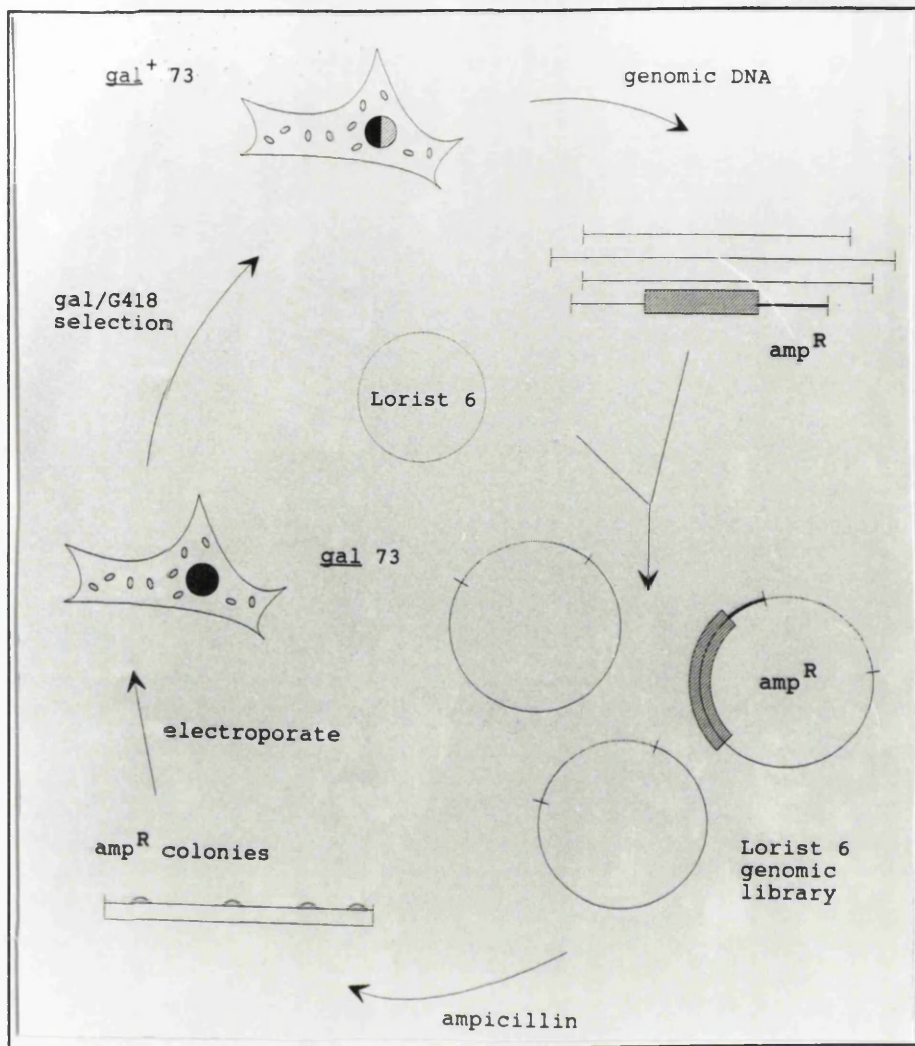 gal⁺ 73
genomic DNA
gal/G418
selection
ampᴿ
Lorist 6
gal 73
ampᴿ
electroporate
ampᴿ colonies
Lorist 6
genomic
library
ampicillin